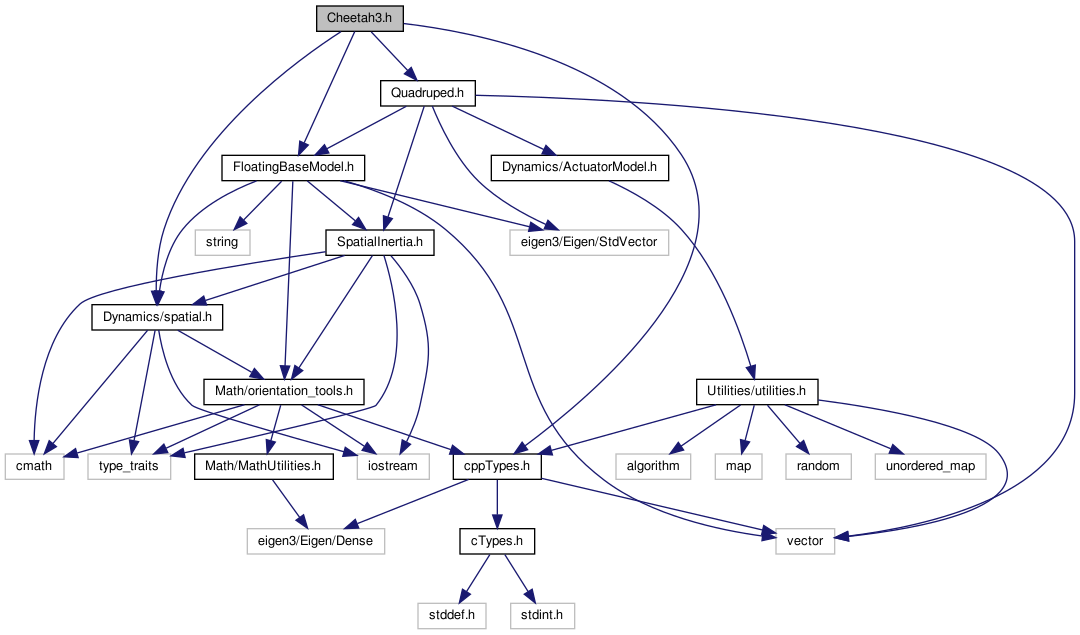 Cheetah3.h
Quadruped.h
FloatingBaseModel.h
Dynamics/ActuatorModel.h
string
SpatialInertia.h
eigen3/Eigen/StdVector
Dynamics/spatial.h
Math/orientation_tools.h
Utilities/utilities.h
cmath
type_traits
Math/MathUtilities.h
iostream
cppTypes.h
algorithm
map
random
unordered_map
eigen3/Eigen/Dense
cTypes.h
vector
stddef.h
stdint.h